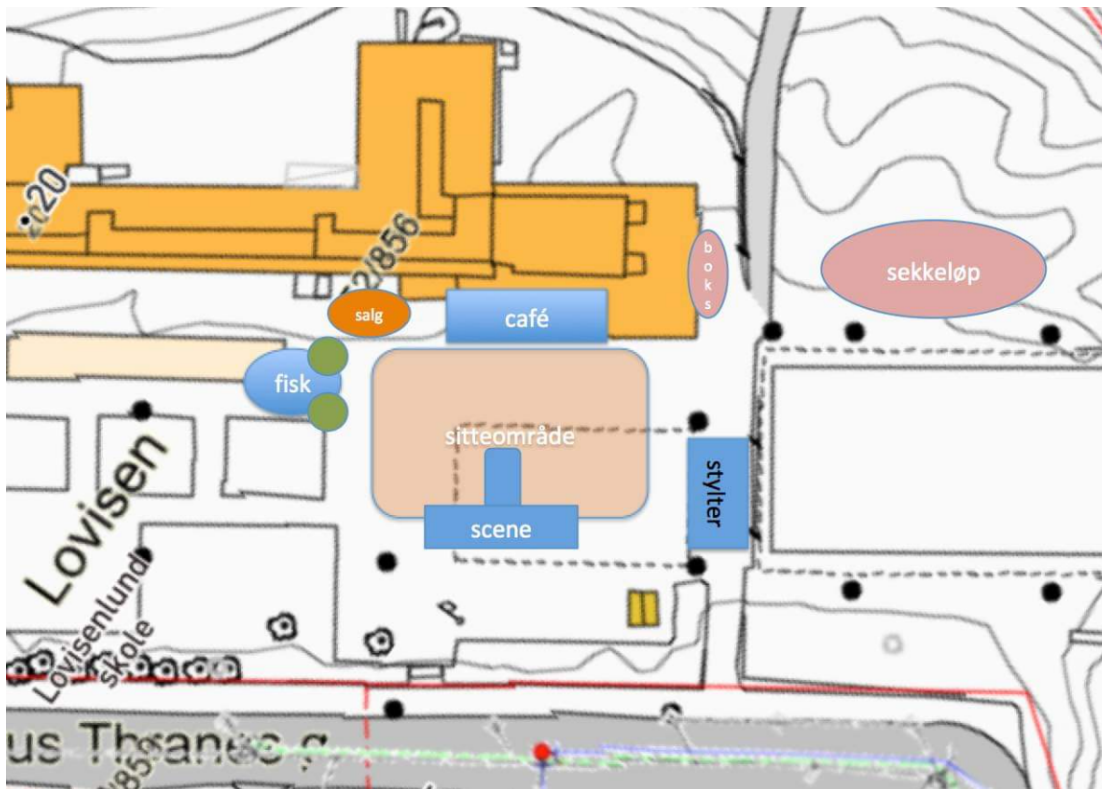 20
2/856
b
o
k
s
sekkeløp
salg
café
fisk
sitteområde
stylter
scene
Lovisen
Lovisenlund
skole
us Thranes g